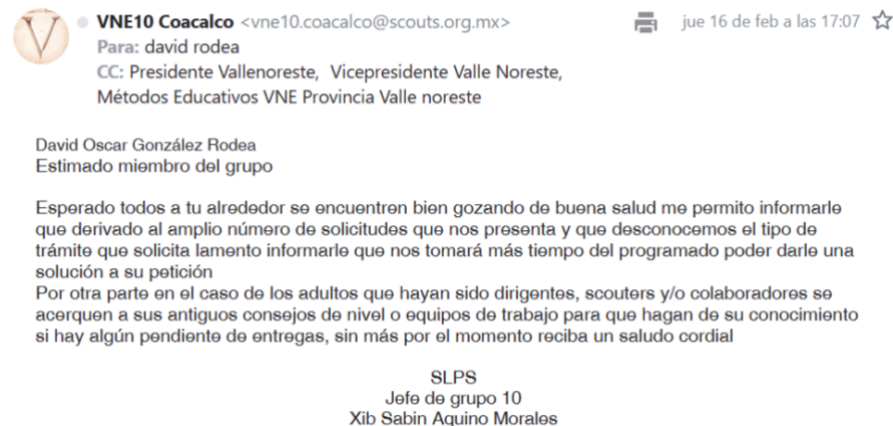 V
VNE10 Coacalco <vne10.coacalco@scouts.org.mx>
jue 16 de feb a las 17:07
Para: david rodea
CC: Presidente Vallenoreste, Vicepresidente Valle Noreste,
Métodos Educativos VNE Provincia Valle noreste
David Oscar González Rodea
Estimado miembro del grupo
Esperado todos a tu alrededor se encuentren bien gozando de buena salud me permito informarle
que derivado al amplio número de solicitudes que nos presenta y que desconocemos el tipo de
trámite que solicita lamento informarle que nos tomará más tiempo del programado poder darle una
solución a su petición
Por otra parte en el caso de los adultos que hayan sido dirigentes, scouters y/o colaboradores se
acerquen a sus antiguos consejos de nivel o equipos de trabajo para que hagan de su conocimiento
si hay algún pendiente de entregas, sin más por el momento reciba un saludo cordial
SLPS
Jefe de grupo 10
Xib Sabin Aquino Morales